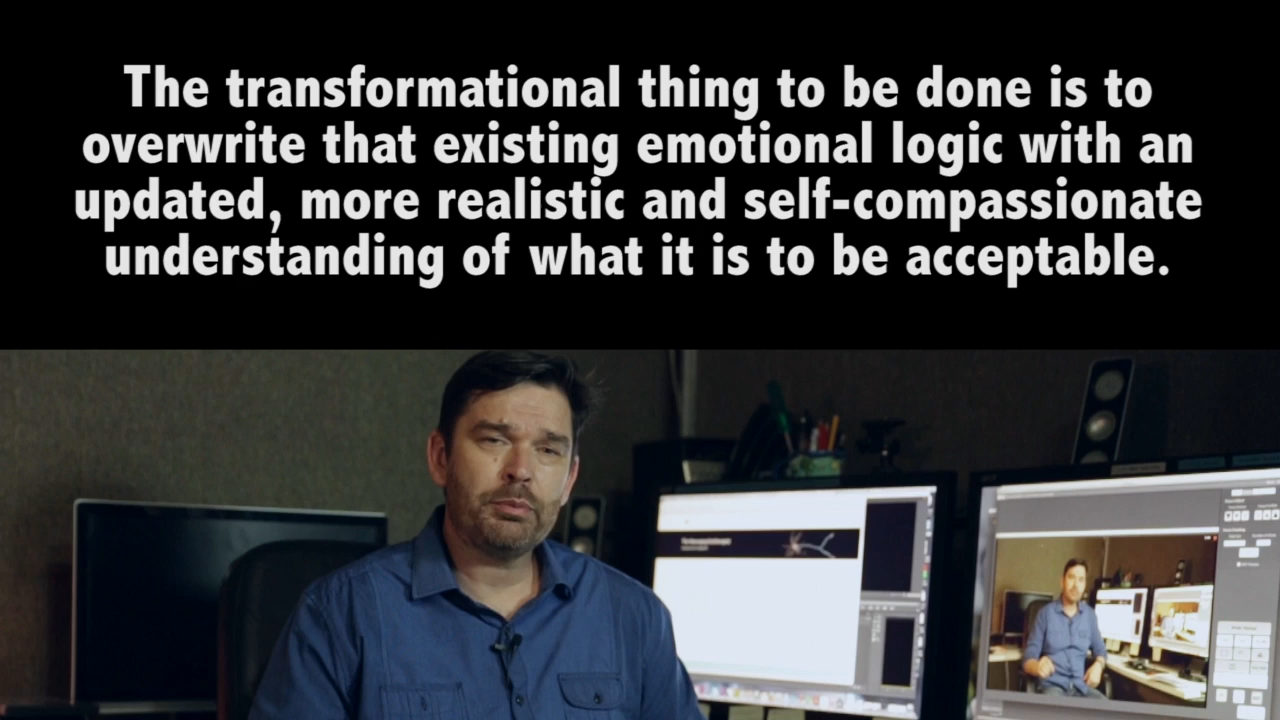 The transformational thing to be done is to
overwrite that existing emotional logic with an
updated, more realistic and self-compassionate
understanding of what it is to be acceptable.